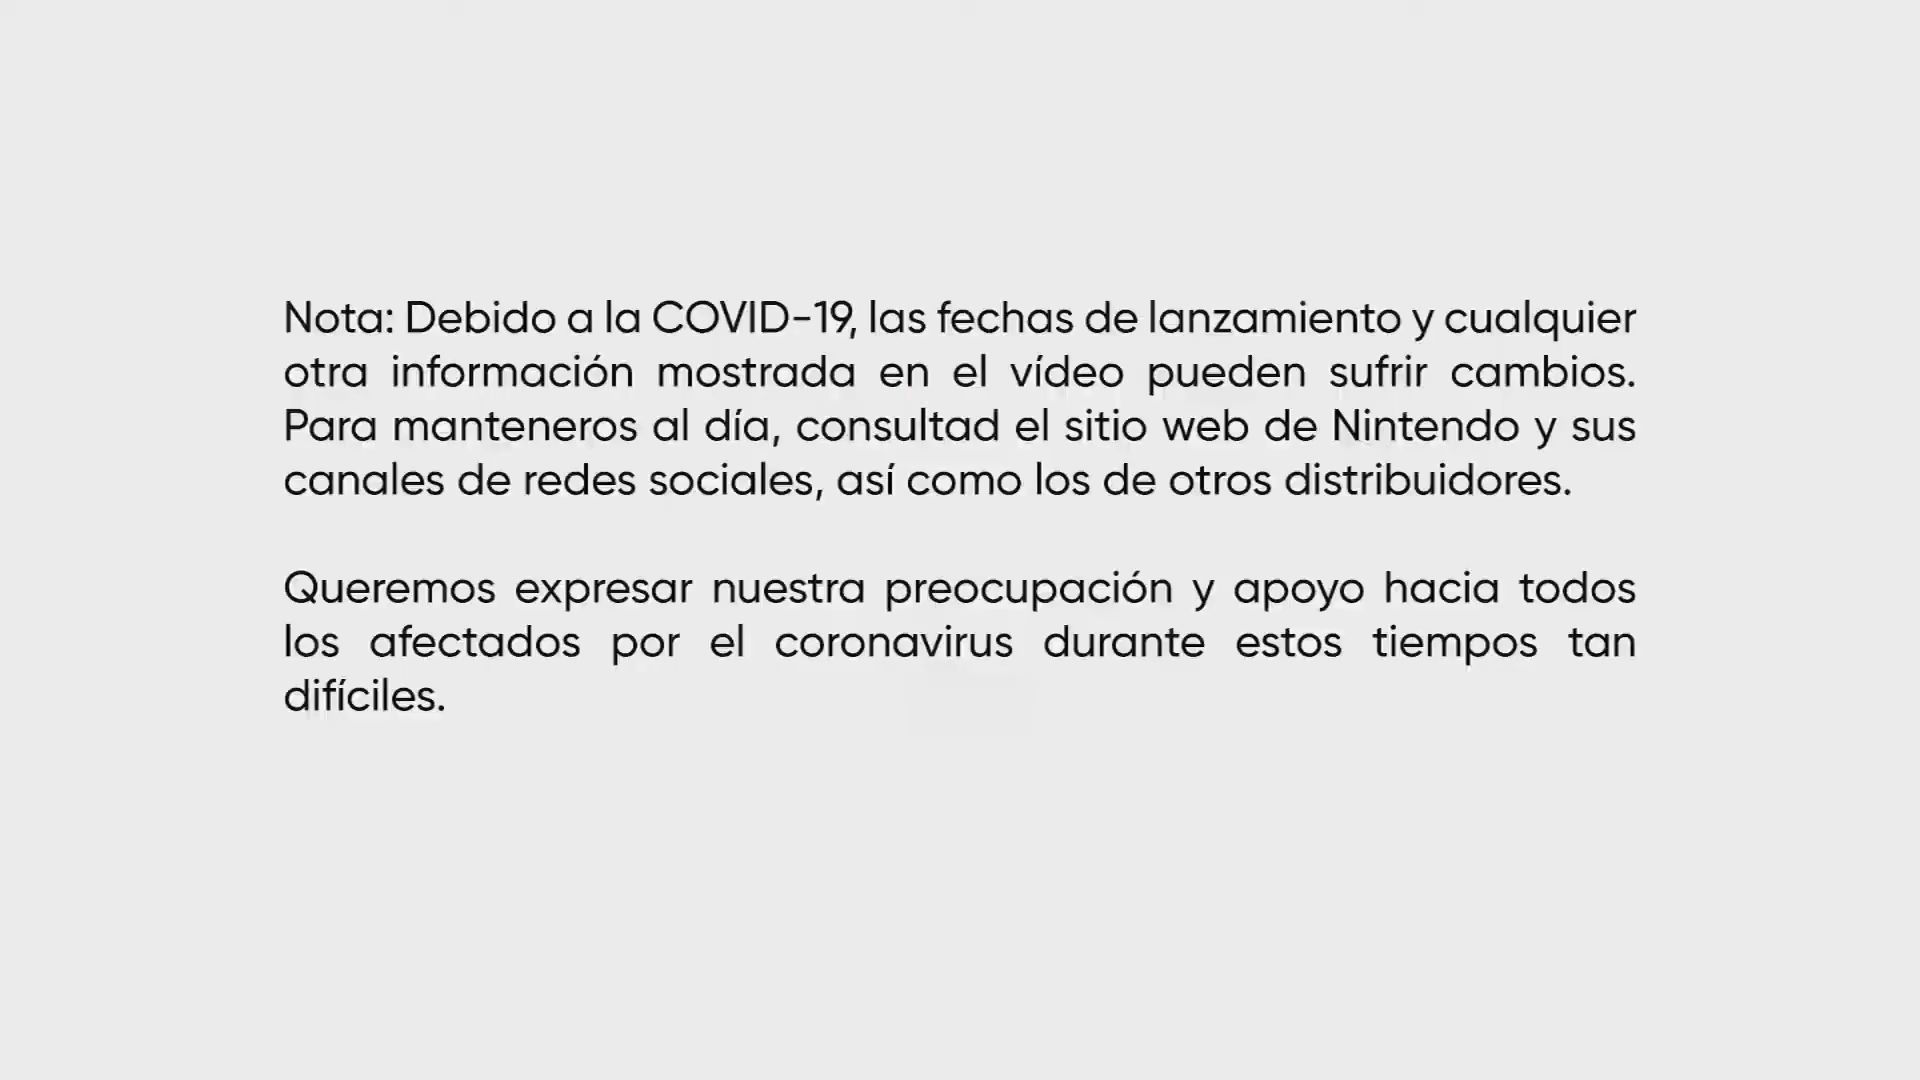 Nota: Debido a la COVID-19, las fechas de lanzamiento y cualquier
otra información mostrada en el vídeo pueden sufrir cambios.
Para manteneros al día, consultad el sitio web de Nintendo y sus
canales de redes sociales, así como los de otros distribuidores.
Queremos expresar nuestra preocupación y apoyo hacia todos
los afectados por el coronavirus durante estos tiempos tan
difíciles.